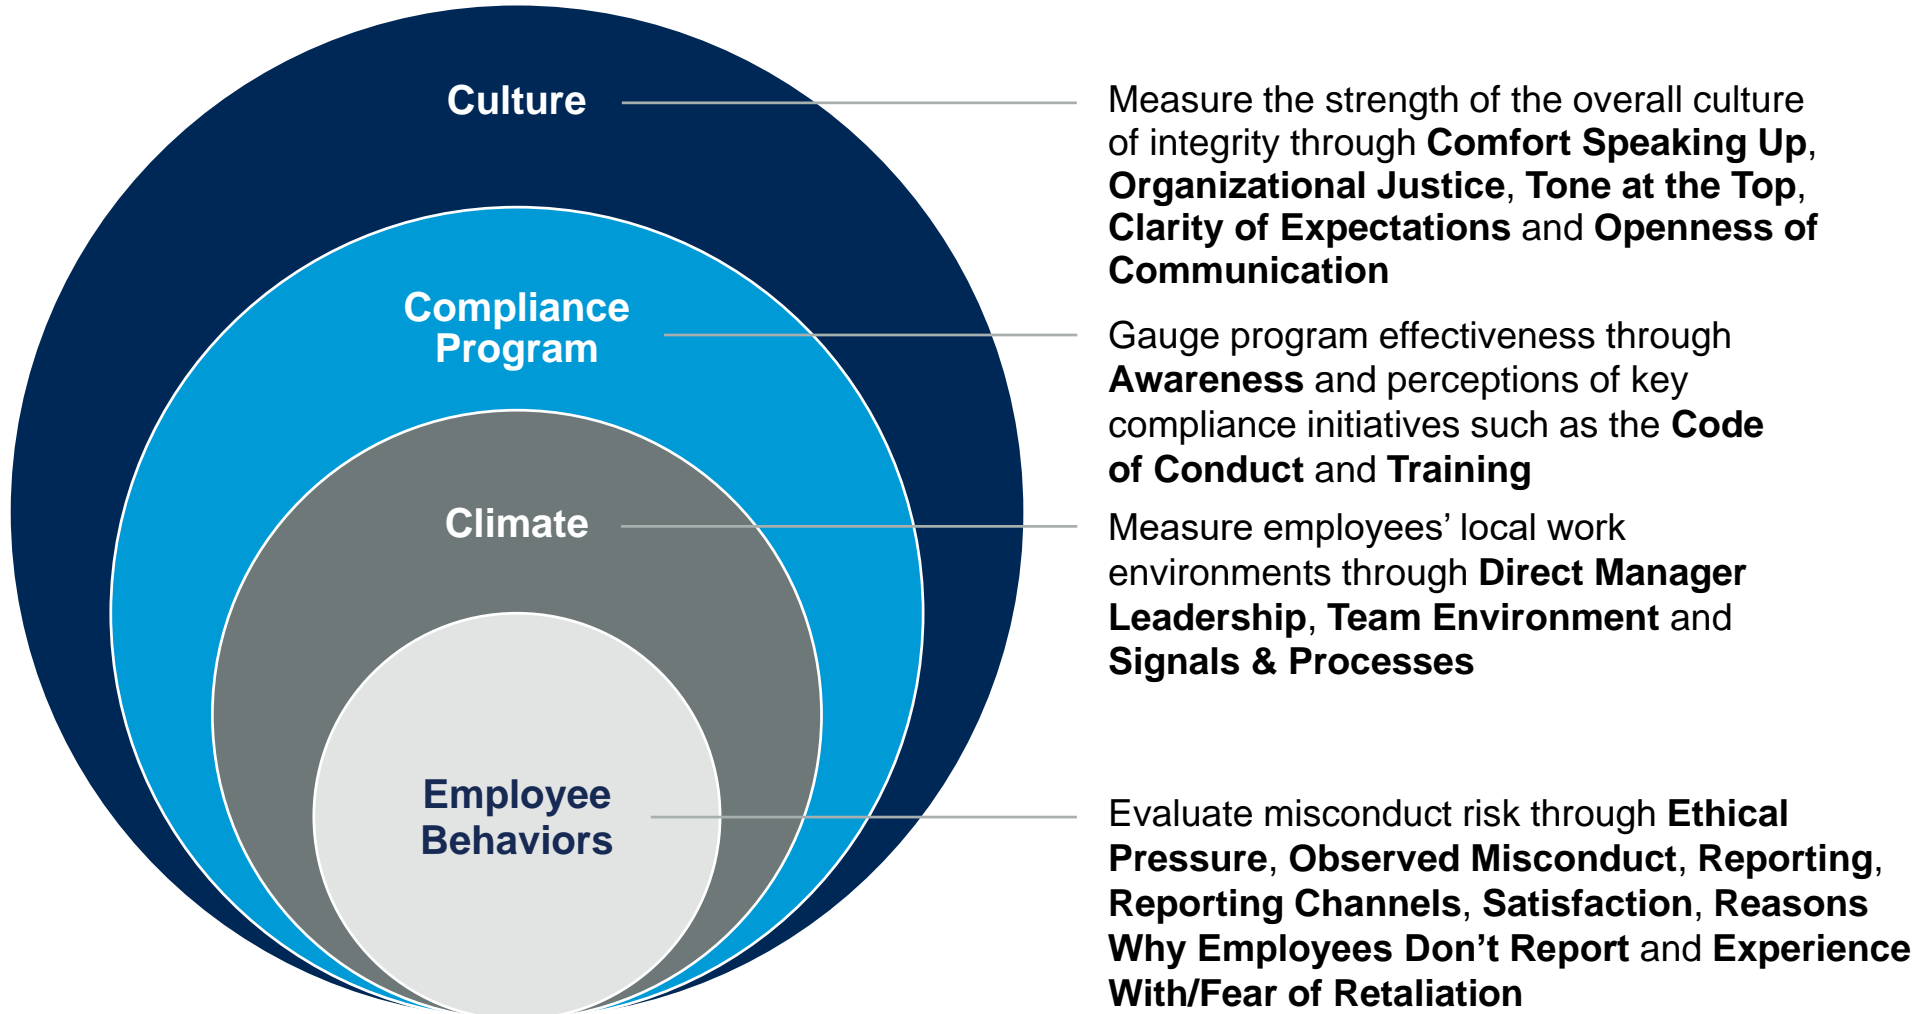 Culture
Measure the strength of the overall culture
of integrity through Comfort Speaking Up,
Organizational Justice, Tone at the Top,
Clarity of Expectations and Openness of
Communication
Compliance
Program
Gauge program effectiveness through
Awareness and perceptions of key
compliance initiatives such as the Code
of Conduct and Training
Climate
Measure employees’ local work
environments through Direct Manager
Leadership, Team Environment and
Signals & Processes
Employee
Behaviors
Evaluate misconduct risk through Ethical
Pressure, Observed Misconduct, Reporting,
Reporting Channels, Satisfaction, Reasons
Why Employees Don’t Report and Experience
With/Fear of Retaliation